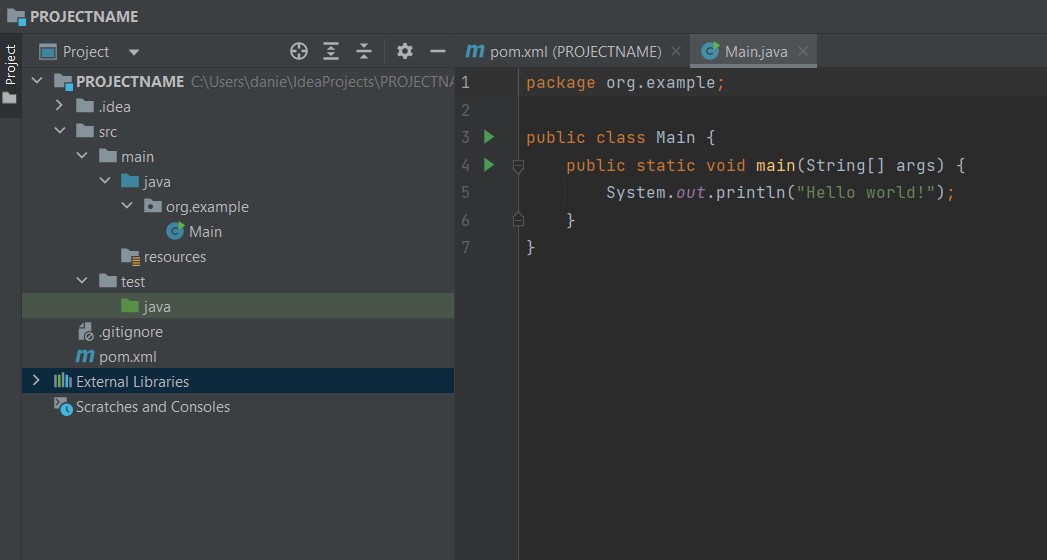 PROJECTNAME
Project
Project
PROJECTNAME C:\Users\danie\IdeaProjects\PROJECTNA
.idea
src
main
java
org.example
Main
resources
test
java
.gitignore
pom.xml
External Libraries
Scratches and Consoles
pom.xml (PROJECTNAME)
Main.java
1 package org.example;
2
3 public class Main {
4 public static void main(String[] args) {
5 System.out.println("Hello world!");
6 }
7 }